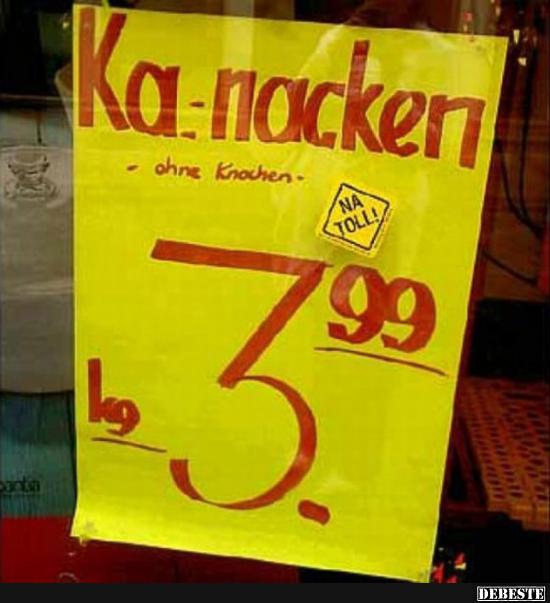 Ka.-nacken
- ohne Knochen -
NA
TOLL!
3.99
kg
DEBESTE